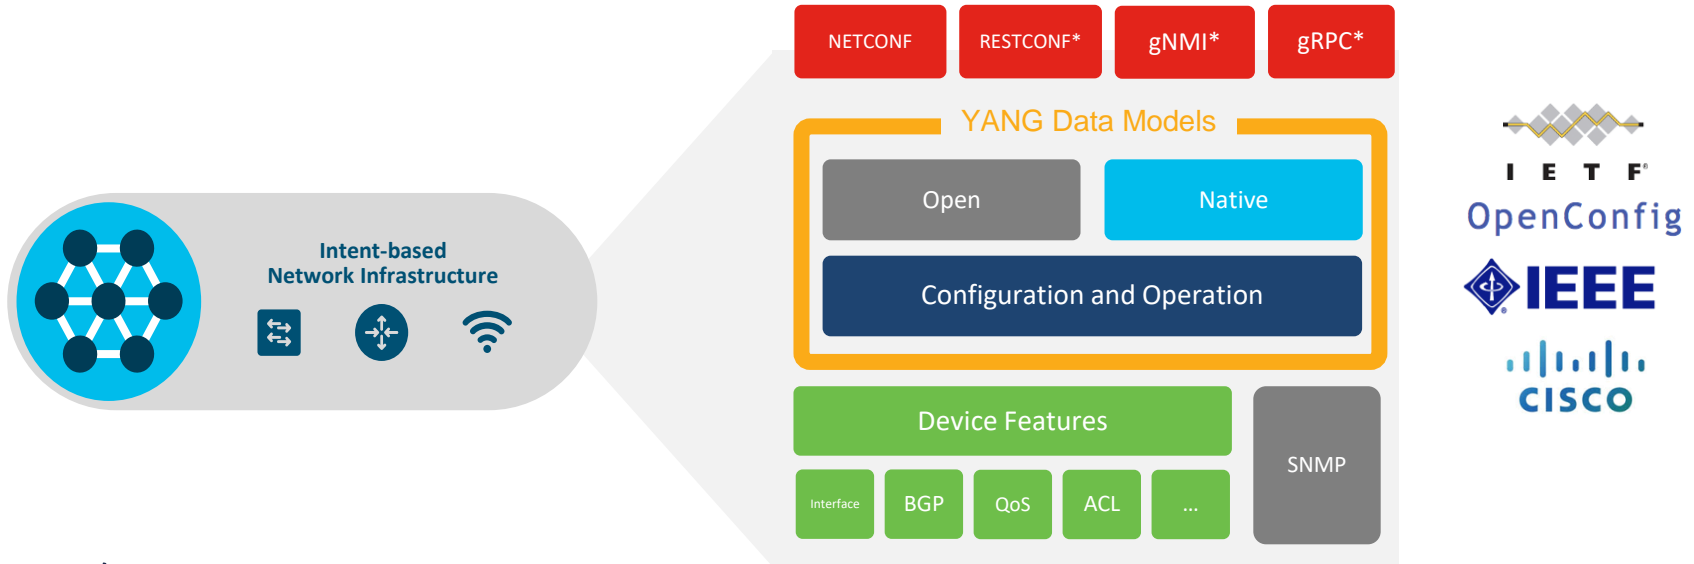 NETCONF
RESTCONF*
gNMI*
gRPC*
YANG Data Models
Open
Native
Configuration and Operation
Intent-based
Network Infrastructure
Device Features
SNMP
Interface
BGP
QoS
ACL
...
I E T F®
OpenConfig
IEEE
CISCO